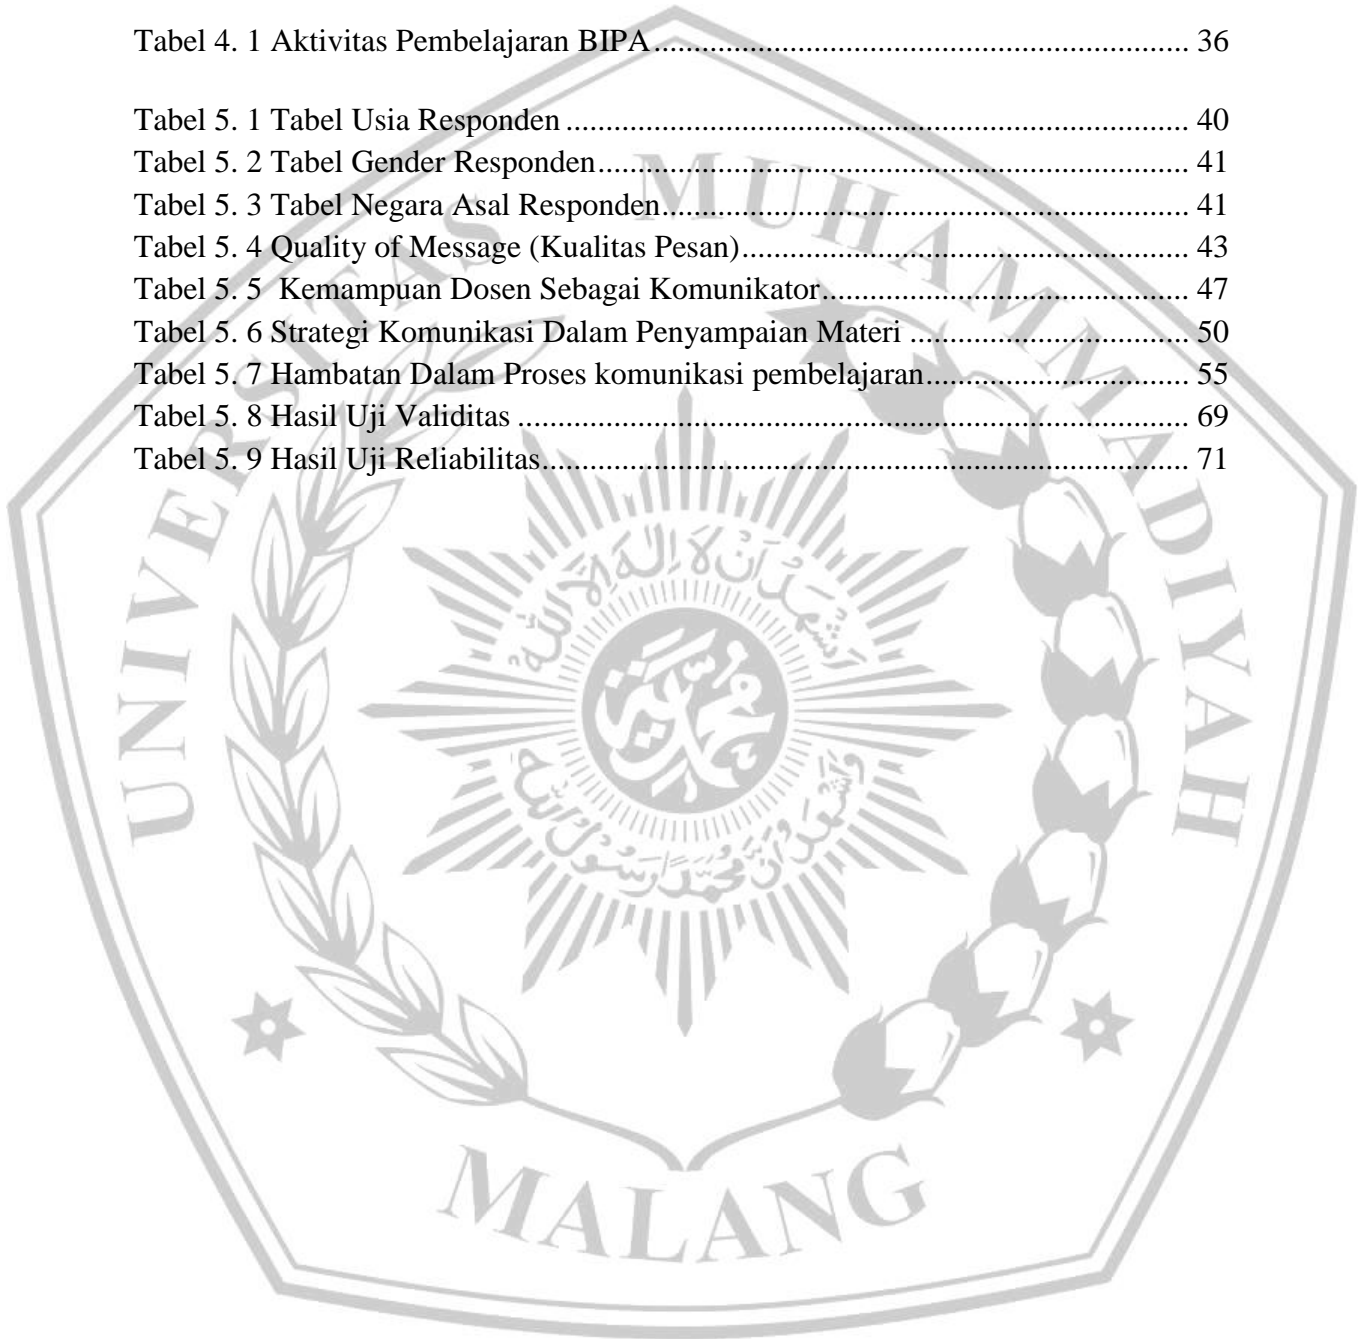 Tabel 4. 1 Aktivitas Pembelajaran BIPA.................................................................. 36
Tabel 5. 1 Tabel Usia Responden............................................................................. 40
Tabel 5. 2 Tabel Gender Responden......................................................................... 41
Tabel 5. 3 Tabel Negara Asal Responden................................................................. 41
Tabel 5. 4 Quality of Message (Kualitas Pesan)....................................................... 43
Tabel 5. 5  Kemampuan Dosen Sebagai Komunikator............................................. 47
Tabel 5. 6 Strategi Komunikasi Dalam Penyampaian Materi .................................. 50
Tabel 5. 7 Hambatan Dalam Proses komunikasi pembelajaran................................ 55
Tabel 5. 8 Hasil Uji Validitas ................................................................................... 69
Tabel 5. 9 Hasil Uji Reliabilitas................................................................................ 71
UNIVERSITAS MUHAMMADIYAH
MALANG